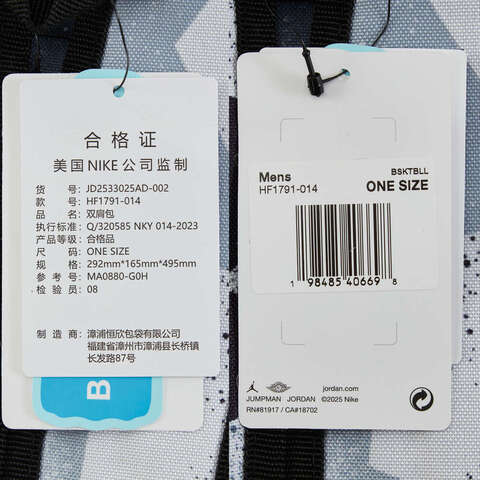 合格证
美国NIKE公司监制
货 号: JD2533025AD-002
款 号: HF1791-014
品 名: 双肩包
执行标准: Q/320585 NKY 014-2023
产品等级: 合格品
尺 码: ONE SIZE
规 格: 292mm*165mm*495mm
参 考 号: MA0880-G0H
检 验 员: 08
制 造 商: 漳浦恒欣包袋有限公司
福建省漳州市漳浦县长桥镇
长发路87号
B
Mens BSKTBLL
HF1791-014 ONE SIZE
1 98485 40669 8
JUMPMAN JORDAN
jordan.com
©2025 Nike
RN#81917 / CA#18702